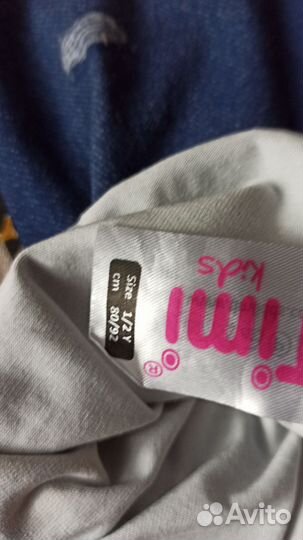 kids
®
Size 1/2 Y
cm 80/92
Avito